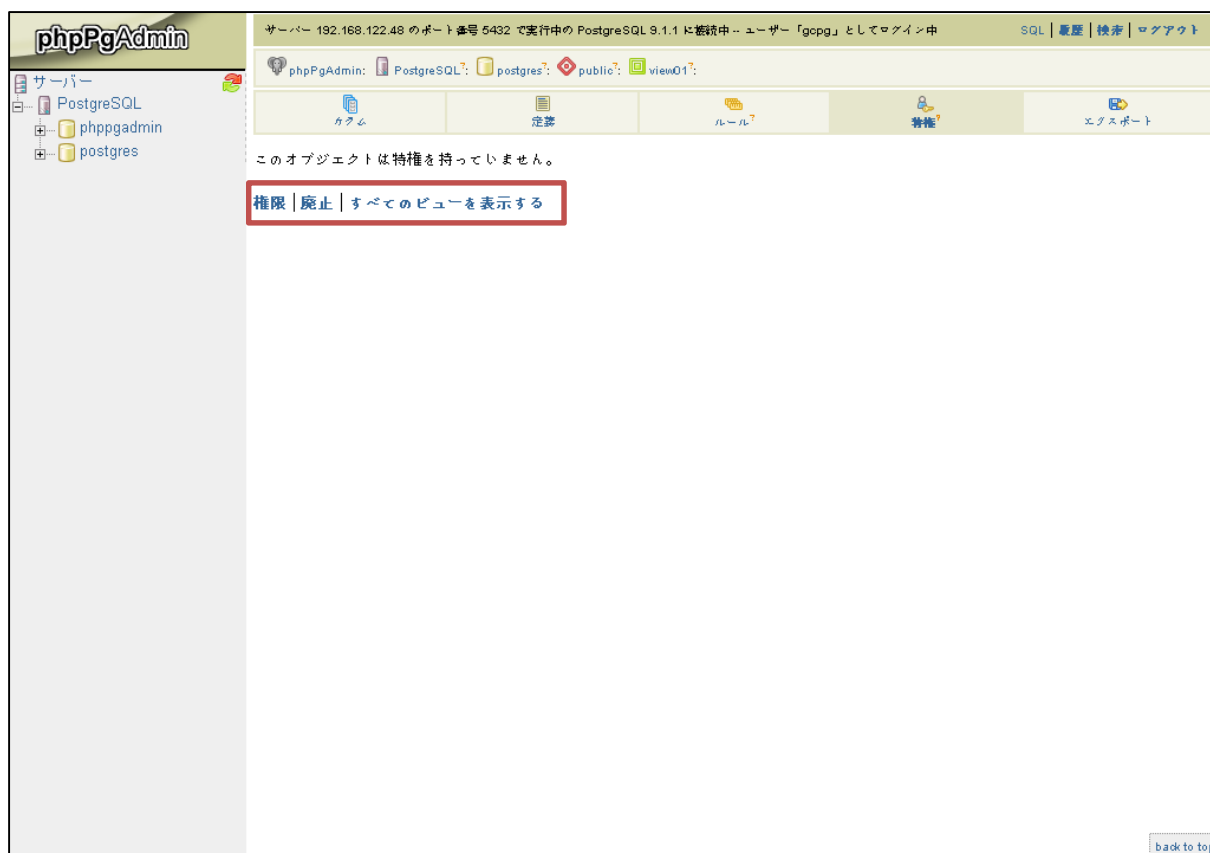 phpPgAdmin
サーバー 192.168.122.48 のポート番号 5432 で実行中の PostgreSQL 9.1.1 に接続中 -- ユーザー「gcpg」としてログイン中
SQL | 履歴 | 検索 | ログアウト
phpPgAdmin: PostgreSQL?: postgres?: public?: view01?:
サーバー
PostgreSQL
phppgadmin
postgres
カラム 定義 ルール? 特権? エクスポート
このオブジェクトは特権を持っていません。
権限 | 廃止 | すべてのビューを表示する
back to top